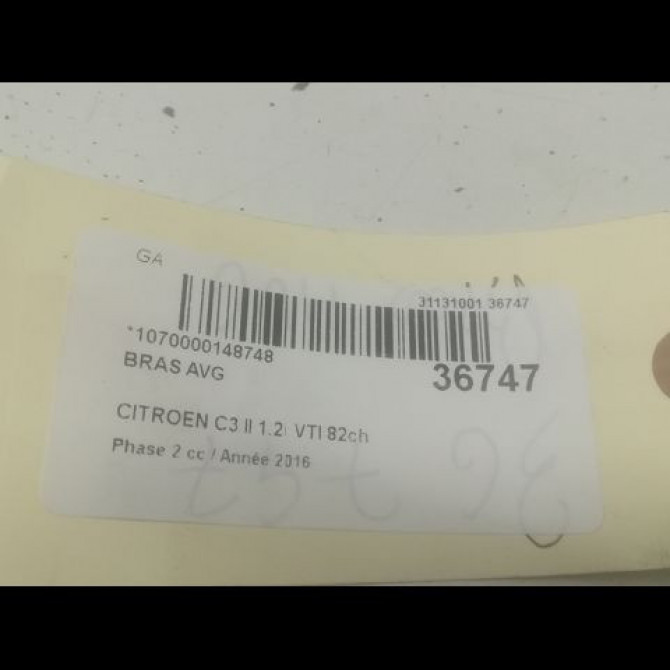 GA
31131001 36747
*1070000148748
BRAS AVG
36747
CITROEN C3 II 1.2i VTI 82ch
Phase 2 cc / Année 2016